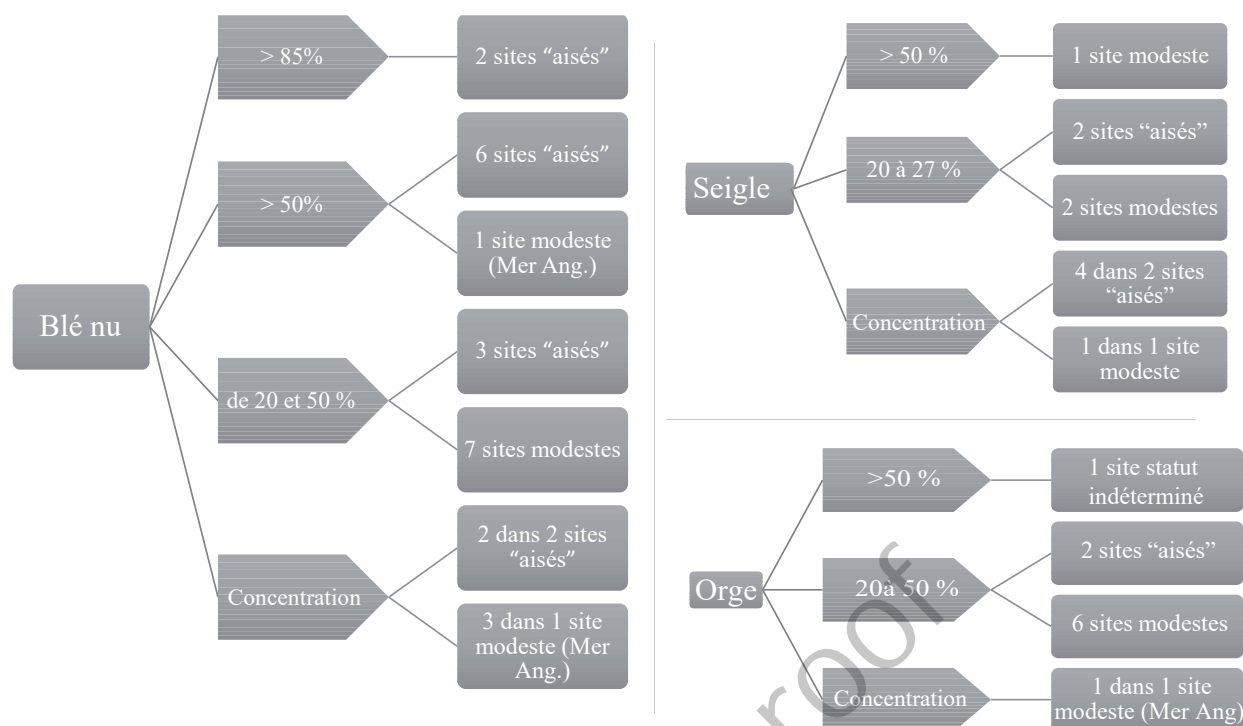 Blé nu
> 85%
2 sites “aisés”
> 50%
6 sites “aisés”
1 site modeste
(Mer Ang.)
de 20 et 50 %
3 sites “aisés”
7 sites modestes
Concentration
2 dans 2 sites
“aisés”
3 dans 1 site
modeste (Mer
Ang.)
Seigle
> 50 %
1 site modeste
20 à 27 %
2 sites “aisés”
2 sites modestes
Concentration
4 dans 2 sites
“aisés”
1 dans 1 site
modeste
Orge
>50 %
1 site statut
indéterminé
20à 50 %
2 sites “aisés”
6 sites modestes
Concentration
1 dans 1 site
modeste (Mer Ang)
roof